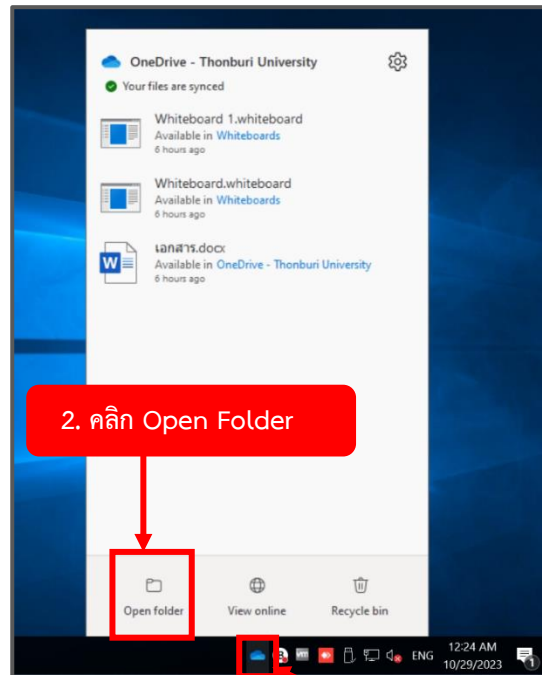 OneDrive - Thonburi University
Your files are synced
Whiteboard 1.whiteboard
Available in Whiteboards
6 hours ago
Whiteboard.whiteboard
Available in Whiteboards
6 hours ago
เอกสาร.docx
Available in OneDrive - Thonburi University
6 hours ago
2. คลิก Open Folder
Open folder
View online
Recycle bin
ENG
12:24 AM
10/29/2023